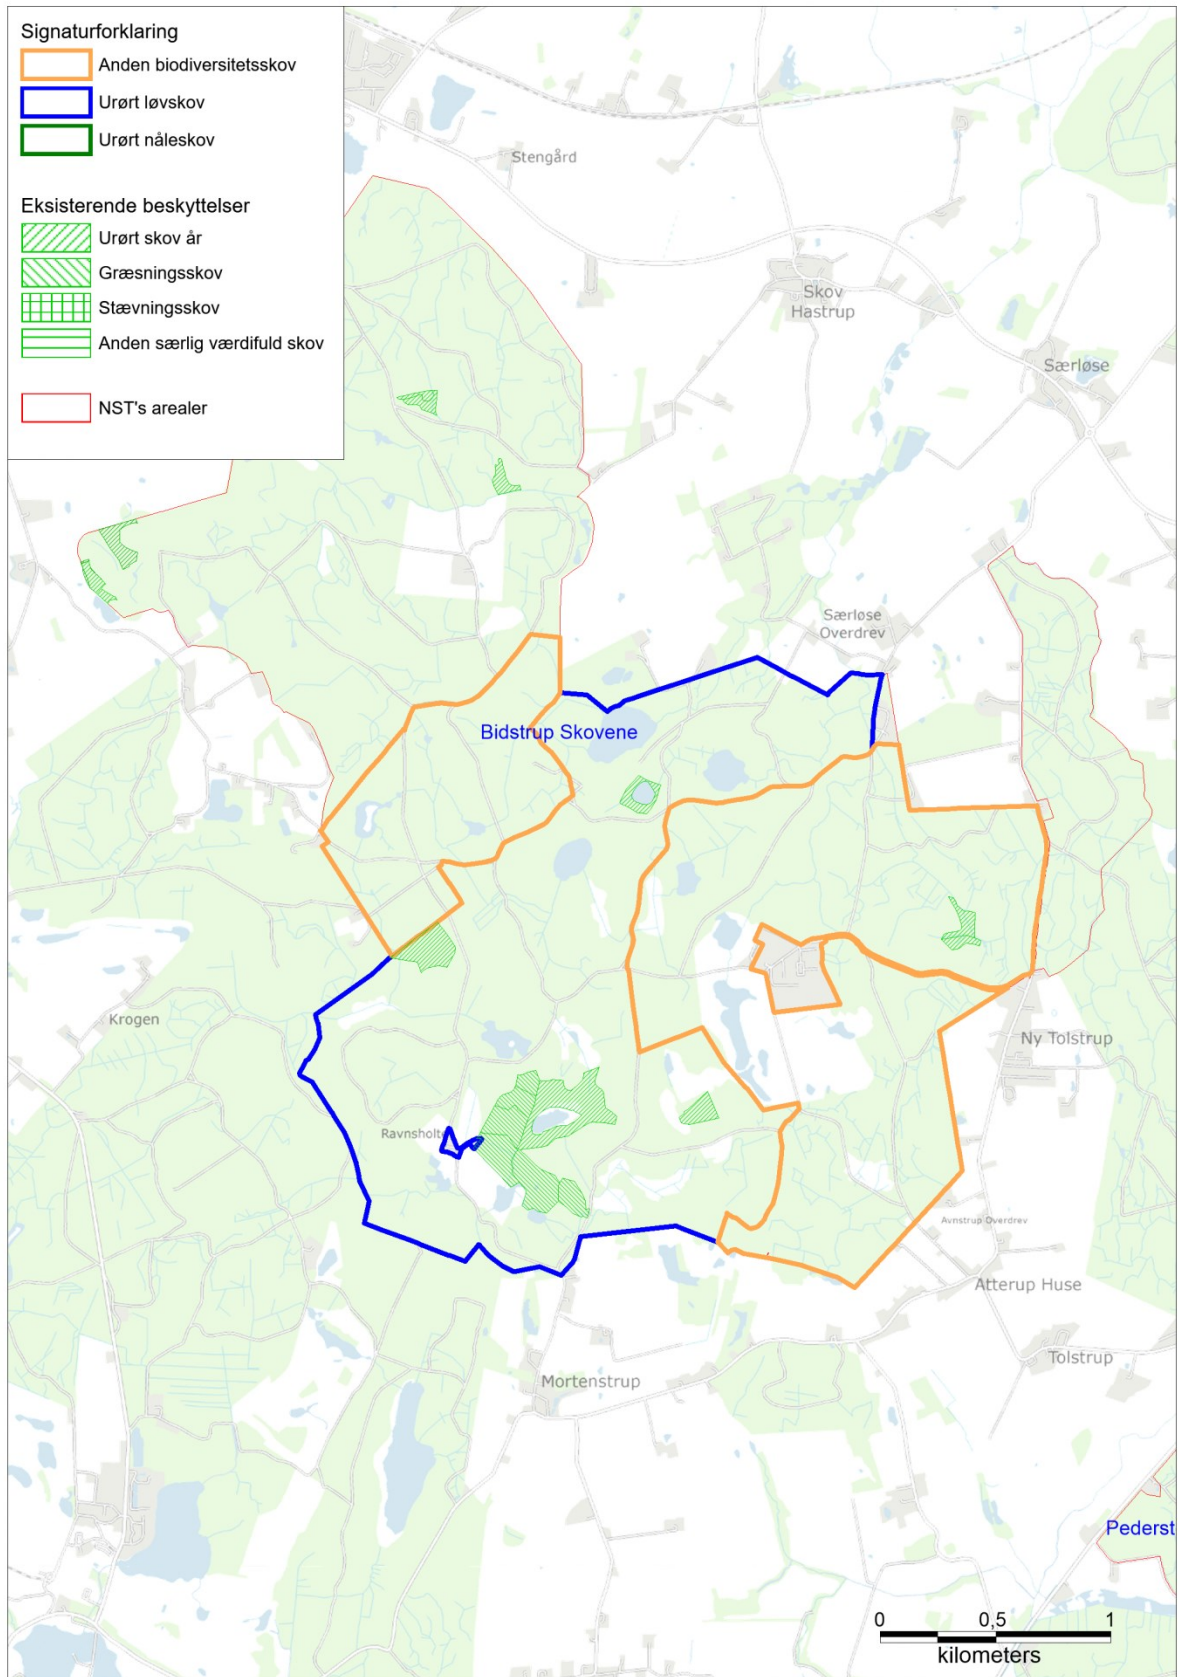 Signaturforklaring
Anden biodiversitetsskov
Urørt løvskov
Urørt nåleskov
Eksisterende beskyttelser
Urørt skov år
Græsningsskov
Stævningsskov
Anden særlig værdifuld skov
NST's arealer
Stengård
Skov
Hastrup
Særløse
Særløse
Overdrev
Bidstrup Skovene
Krogen
Ny Tolstrup
Ravnsholte
Avnstrup Overdrev
Atterup Huse
Tolstrup
Mortenstrup
Pederst
0 0,5 1
kilometers